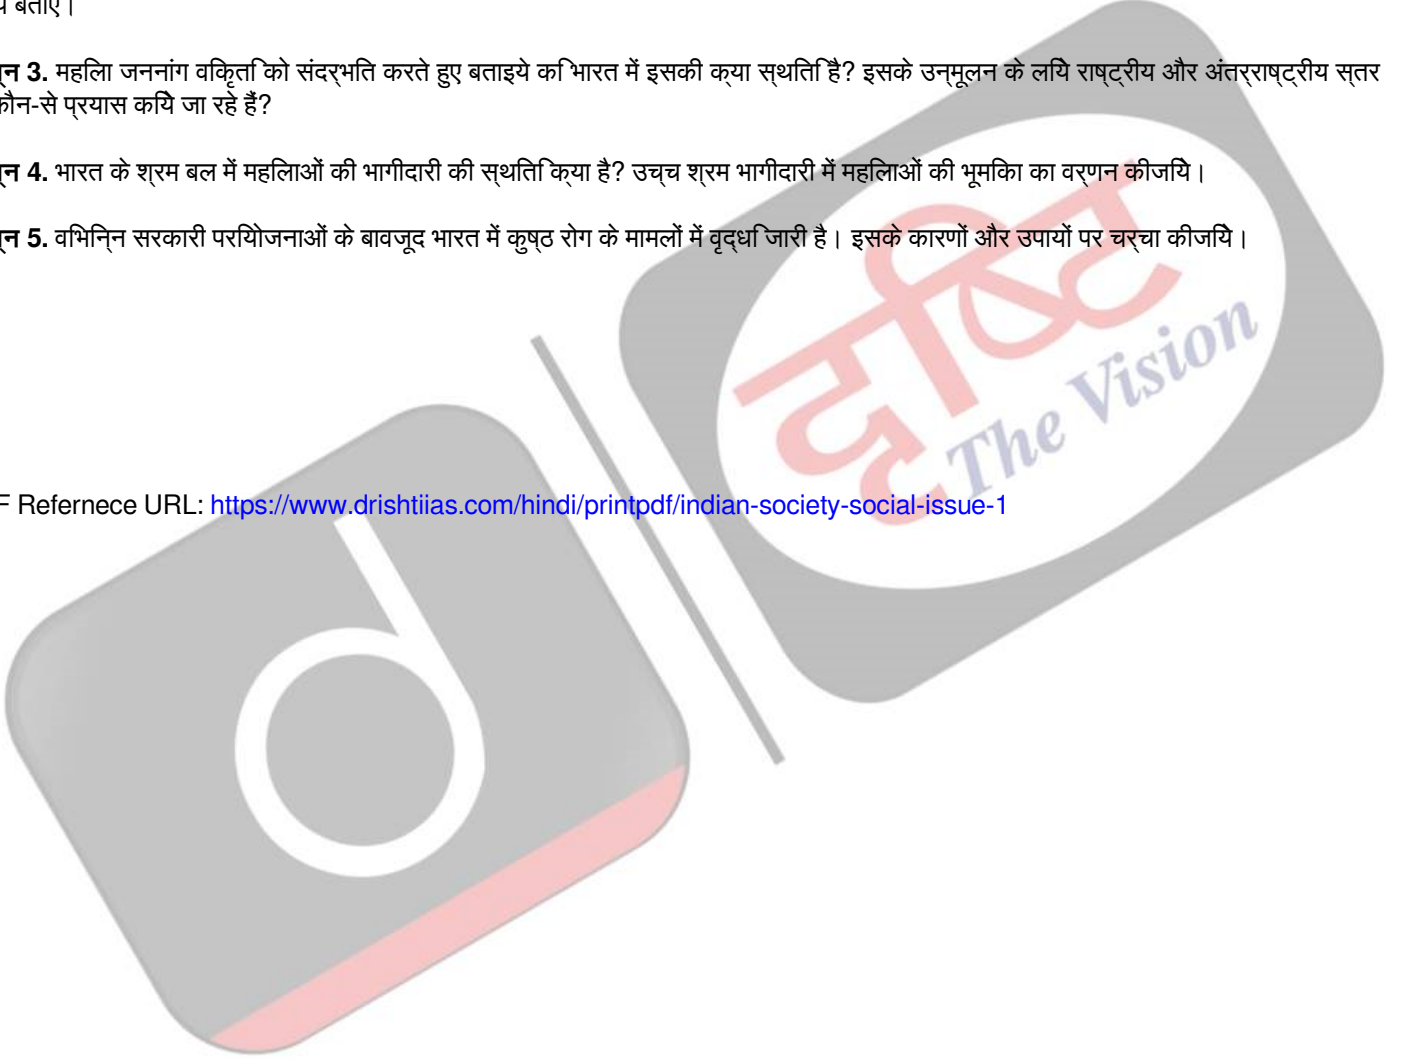 य बताएँ।
न 3. महिला जननांग विकृति को संदर्भित करते हुए बताइये कि भारत में इसकी क्या स्थिति है? इसके उन्मूलन के लिये राष्ट्रीय और अंतर्राष्ट्रीय स्तर
कौन-से प्रयास किये जा रहे हैं?
न 4. भारत के श्रम बल में महिलाओं की भागीदारी की स्थिति क्या है? उच्च श्रम भागीदारी में महिलाओं की भूमिका का वर्णन कीजिये।
न 5. विभिन्न सरकारी परियोजनाओं के बावजूद भारत में कुष्ठ रोग के मामलों में वृद्धि जारी है। इसके कारणों और उपायों पर चर्चा कीजिये।
दृष्टि
The Vision
F Refernece URL: https://www.drishtiias.com/hindi/printpdf/indian-society-social-issue-1
d